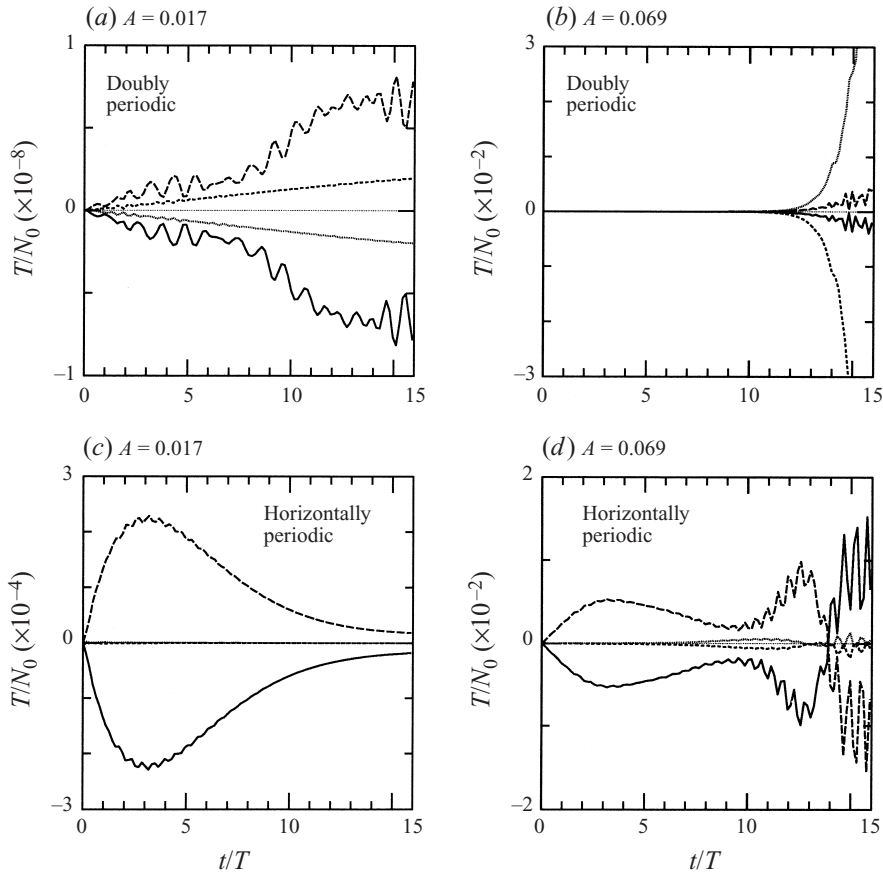 (a) A = 0.017
(b) A = 0.069
1
0
–1
T/N₀ (×10⁻⁸)
Doubly
periodic
0 5 10 15
3
0
–3
T/N₀ (×10⁻²)
Doubly
periodic
0 5 10 15
(c) A = 0.017
(d) A = 0.069
3
0
–3
T/N₀ (×10⁻⁴)
Horizontally
periodic
0 5 10 15
t/T
2
0
–2
T/N₀ (×10⁻²)
Horizontally
periodic
0 5 10 15
t/T